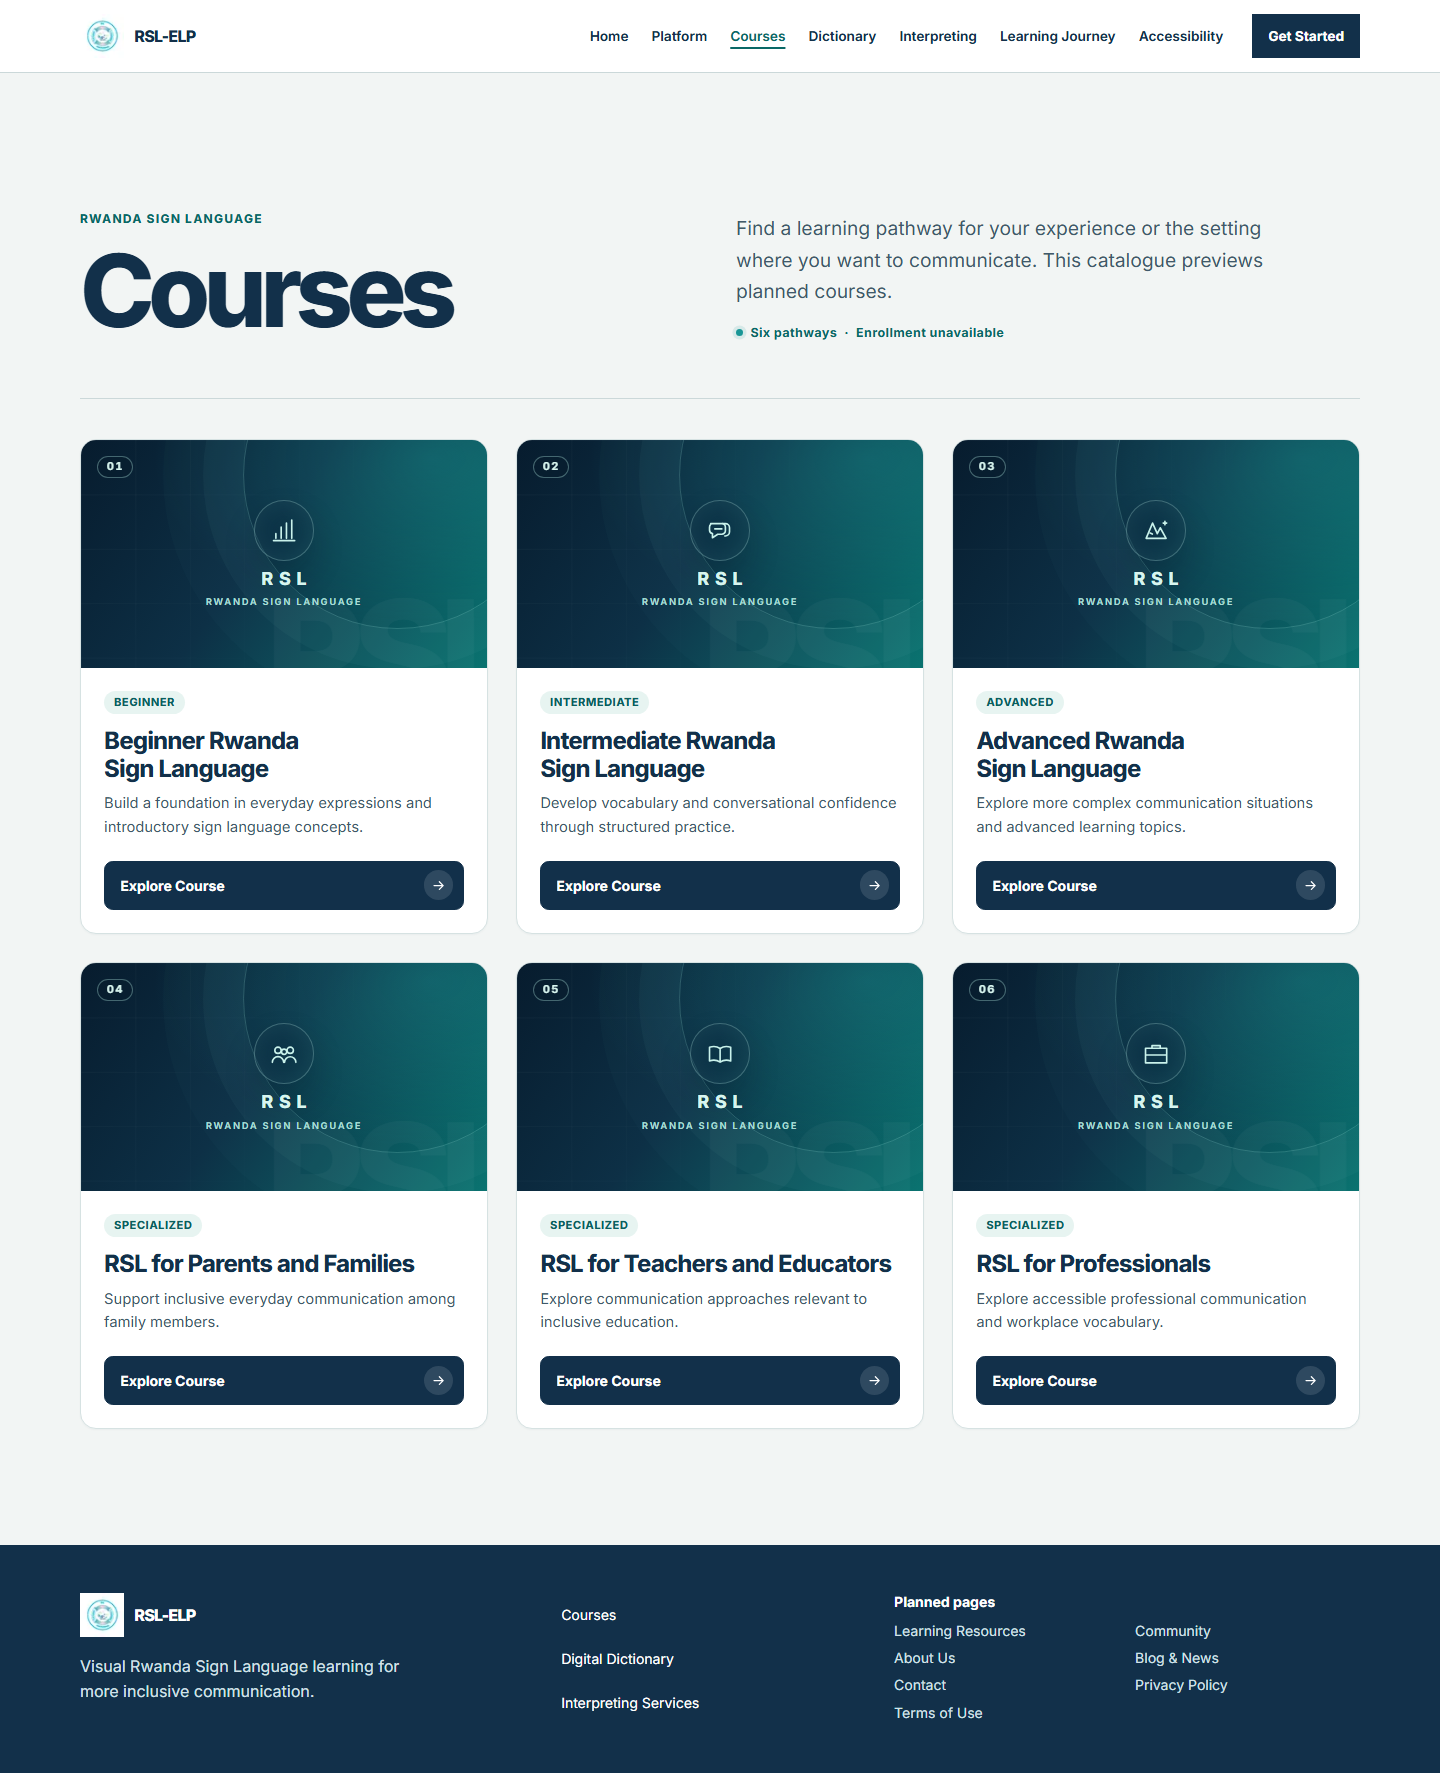 RSL-ELP
Home
Platform
Courses
Dictionary
Interpreting
Learning Journey
Accessibility
Get Started
RWANDA SIGN LANGUAGE
Courses
Find a learning pathway for your experience or the setting
where you want to communicate. This catalogue previews
planned courses.
Six pathways · Enrollment unavailable
01
RSL
RWANDA SIGN LANGUAGE
RSL
BEGINNER
Beginner Rwanda
Sign Language
Build a foundation in everyday expressions and
introductory sign language concepts.
Explore Course
02
RSL
RWANDA SIGN LANGUAGE
RSL
INTERMEDIATE
Intermediate Rwanda
Sign Language
Develop vocabulary and conversational confidence
through structured practice.
Explore Course
03
RSL
RWANDA SIGN LANGUAGE
RSL
ADVANCED
Advanced Rwanda
Sign Language
Explore more complex communication situations
and advanced learning topics.
Explore Course
04
RSL
RWANDA SIGN LANGUAGE
RSL
SPECIALIZED
RSL for Parents and Families
Support inclusive everyday communication among
family members.
Explore Course
05
RSL
RWANDA SIGN LANGUAGE
RSL
SPECIALIZED
RSL for Teachers and Educators
Explore communication approaches relevant to
inclusive education.
Explore Course
06
RSL
RWANDA SIGN LANGUAGE
RSL
SPECIALIZED
RSL for Professionals
Explore accessible professional communication
and workplace vocabulary.
Explore Course
RSL-ELP
Visual Rwanda Sign Language learning for
more inclusive communication.
Courses
Digital Dictionary
Interpreting Services
Planned pages
Learning Resources
Community
About Us
Blog & News
Contact
Privacy Policy
Terms of Use